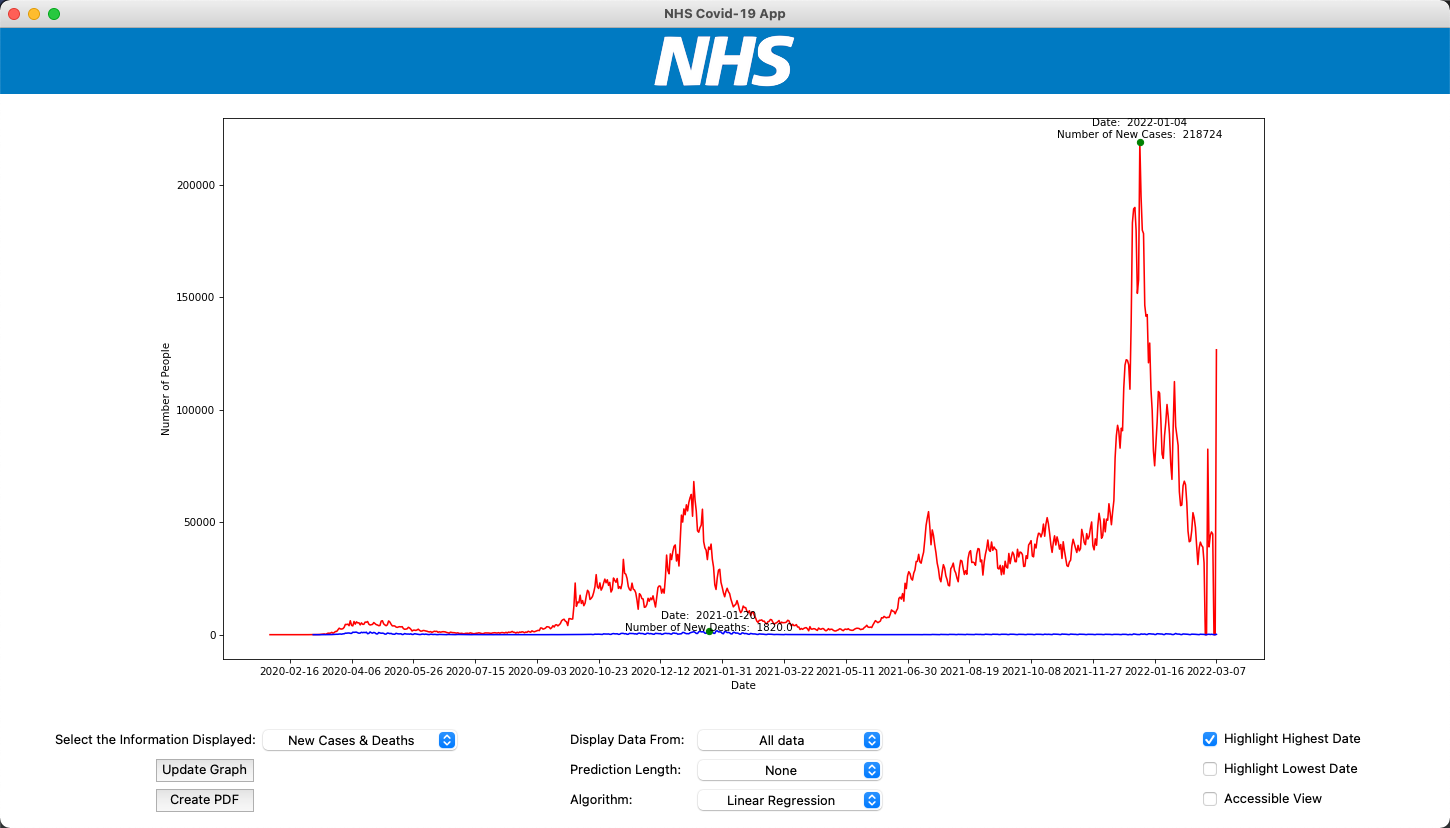 NHS Covid-19 App
NHS
Date:  2022-01-04
Number of New Cases:  218724
200000
150000
100000
50000
0
Number of People
Date:  2021-01-20
Number of New Deaths:  1820.0
2020-02-16 2020-04-06 2020-05-26 2020-07-15 2020-09-03 2020-10-23 2020-12-12 2021-01-31 2021-03-22 2021-05-11 2021-06-30 2021-08-19 2021-10-08 2021-11-27 2022-01-16 2022-03-07
Date
Select the Information Displayed: New Cases & Deaths
Display Data From: All data
Highlight Highest Date
Update Graph
Prediction Length: None
Highlight Lowest Date
Create PDF
Algorithm: Linear Regression
Accessible View